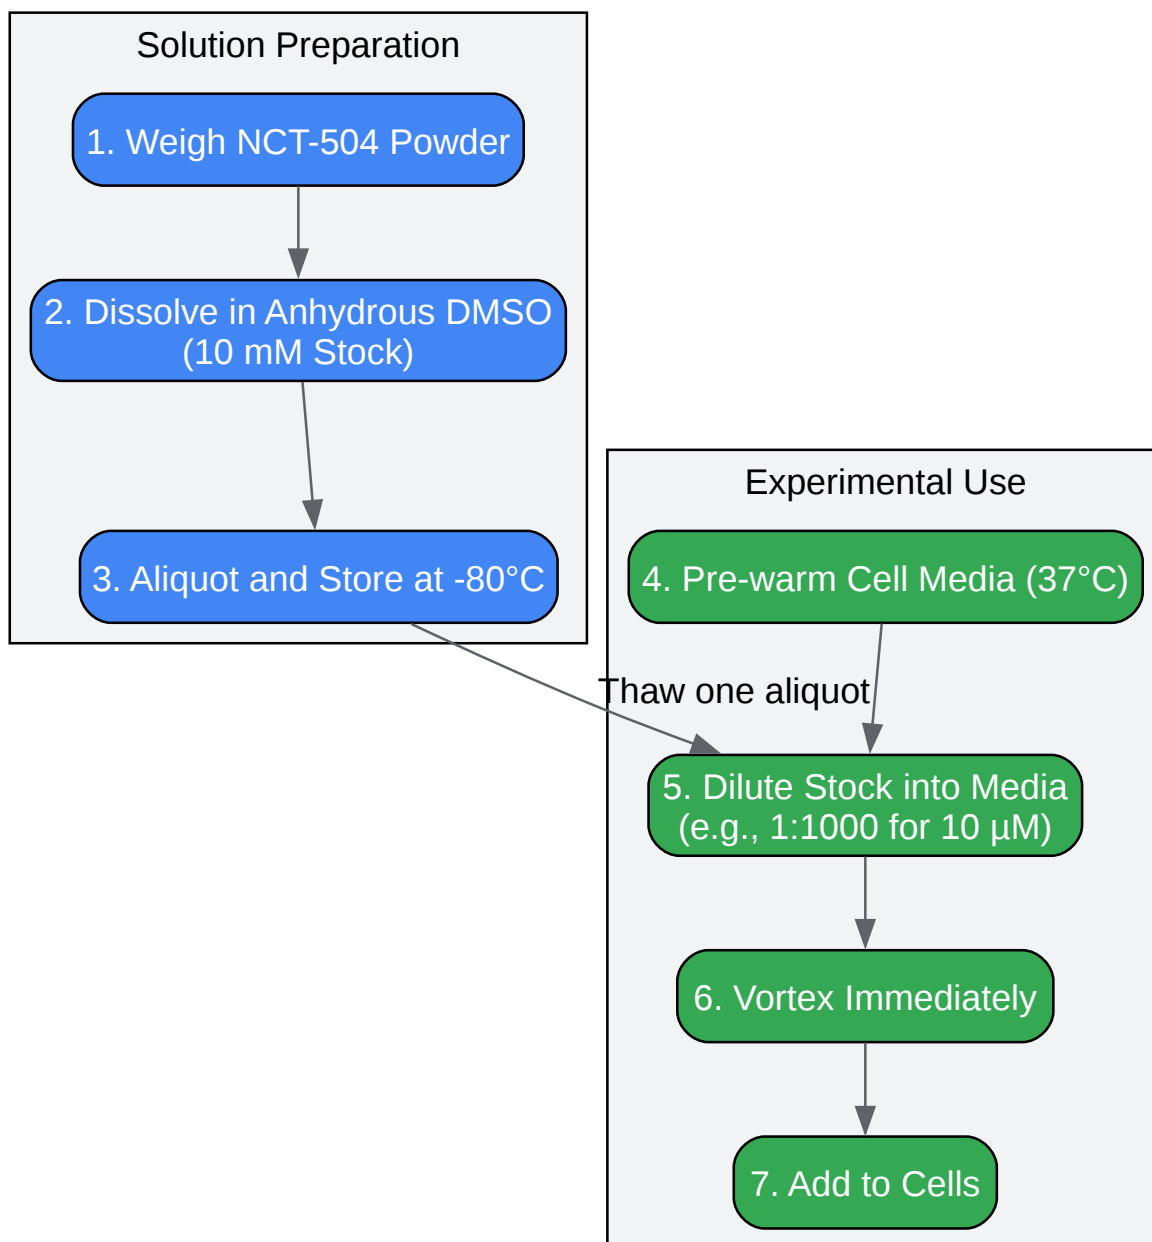 Solution Preparation
1. Weigh NCT-504 Powder
2. Dissolve in Anhydrous DMSO
(10 mM Stock)
3. Aliquot and Store at -80°C
Experimental Use
4. Pre-warm Cell Media (37°C)
Thaw one aliquot
5. Dilute Stock into Media
(e.g., 1:1000 for 10 µM)
6. Vortex Immediately
7. Add to Cells